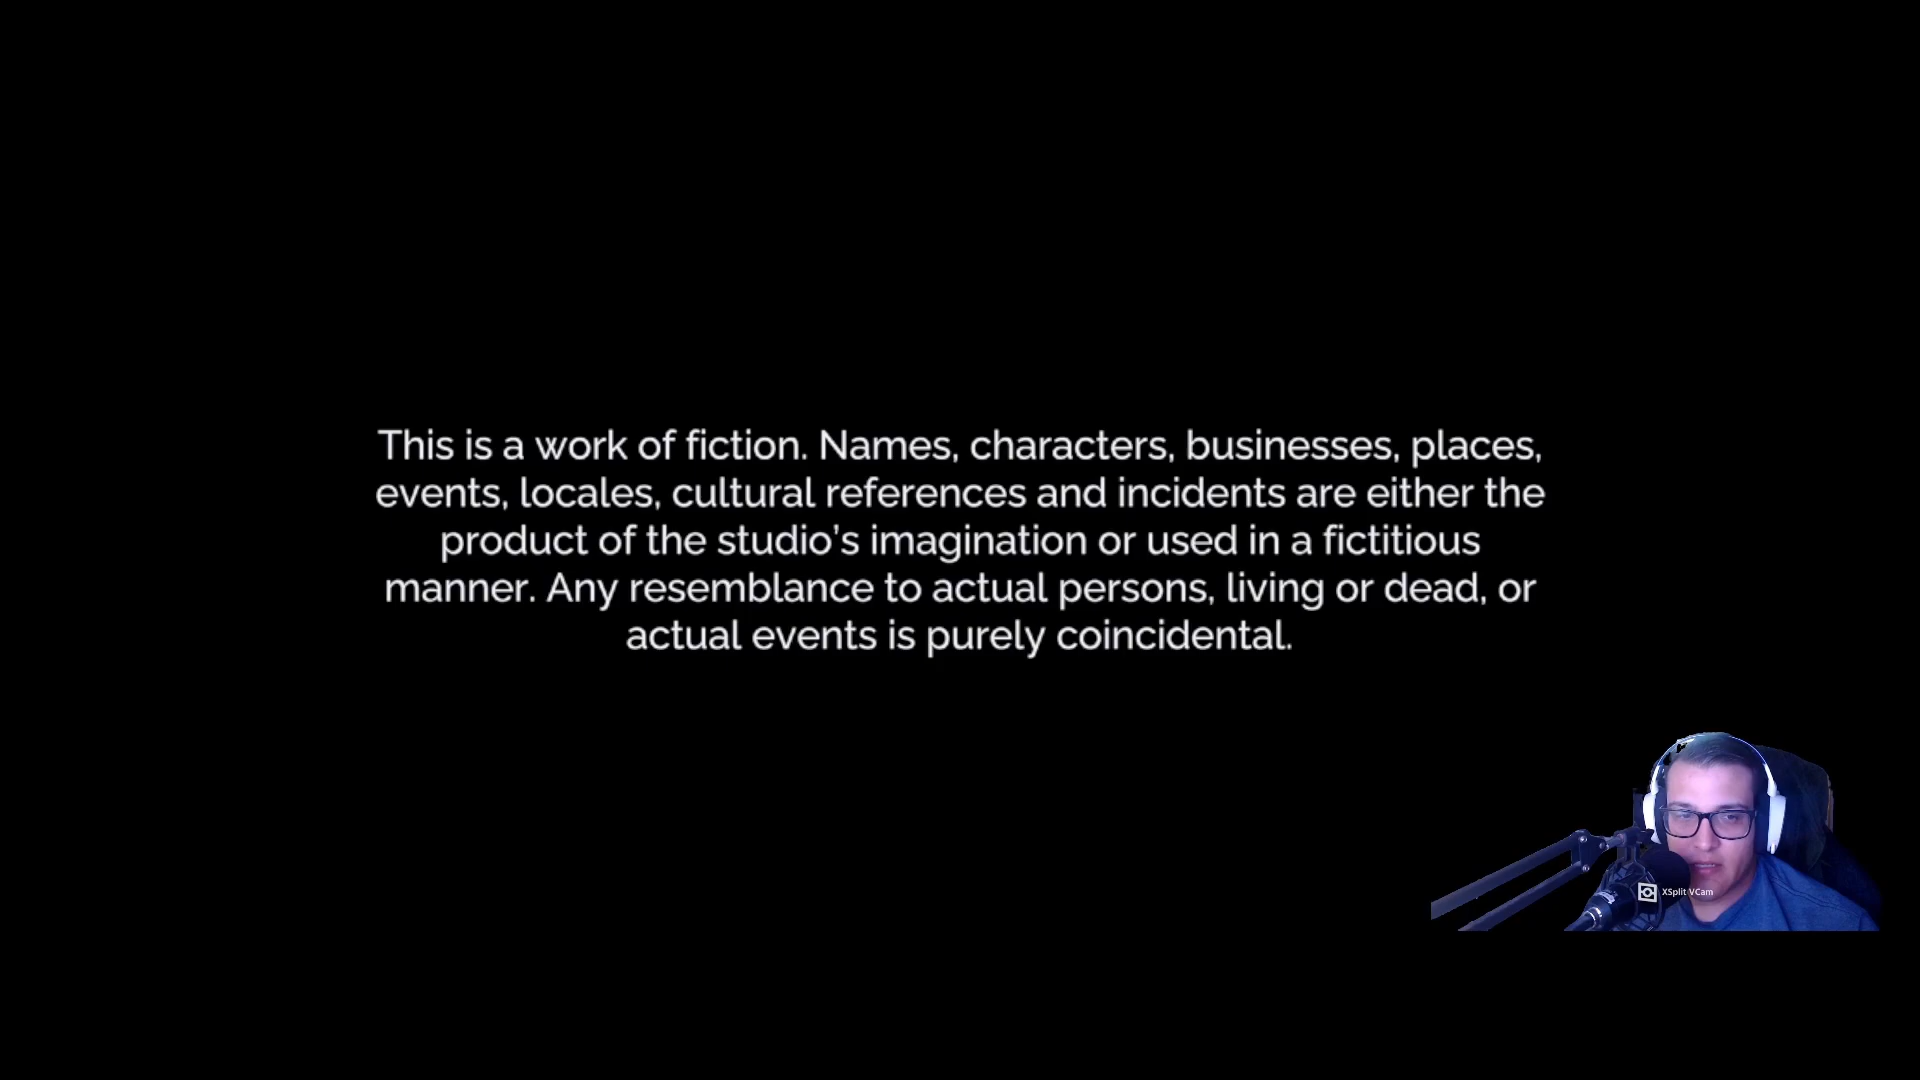 This is a work of fiction. Names, characters, businesses, places,
events, locales, cultural references and incidents are either the
product of the studio's imagination or used in a fictitious
manner. Any resemblance to actual persons, living or dead, or
actual events is purely coincidental.
XSplit VCam